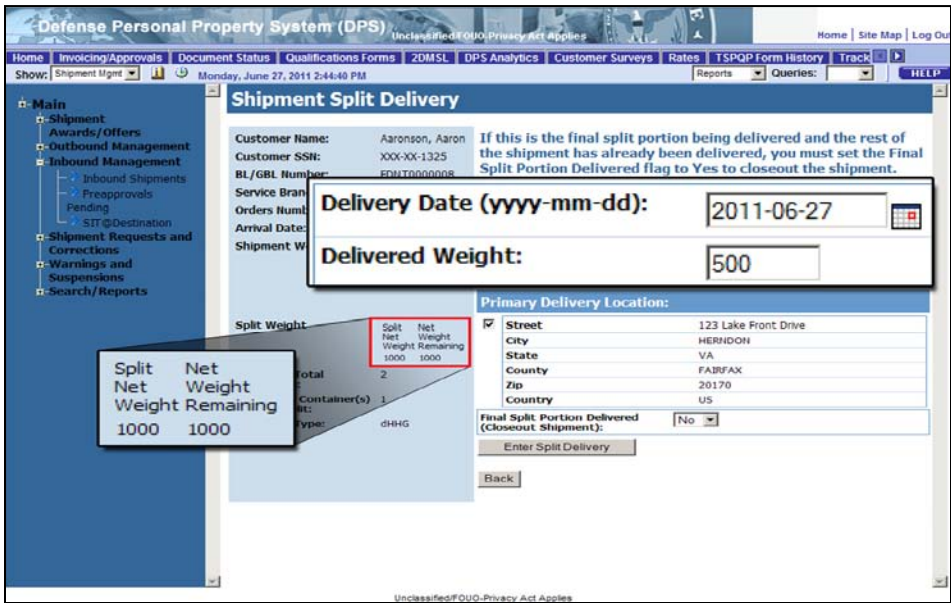 Defense Personal Property System (DPS)
Unclassified/FOUO-Privacy Act Applies
Home | Site Map | Log Ou
Home Invoicing/Approvals Document Status Qualifications Forms 2DMSL DPS Analytics Customer Surveys Rates TSPQP Form History Track
Show: Shipment Mgmt Monday, June 27, 2011 2:44:40 PM Reports Queries: HELP
Main
Shipment
Awards/Offers
Outbound Management
Inbound Management
Inbound Shipments
Preapprovals
Pending
SIT@Destination
Shipment Requests and
Corrections
Warnings and
Suspensions
Search/Reports
Shipment Split Delivery
Customer Name: Aaronson, Aaron
Customer SSN: XXX-XX-1325
BL/GBL Number: FDNT0000008
Service Bran
Orders Numb
Arrival Date:
Shipment W
If this is the final split portion being delivered and the rest of
the shipment has already been delivered, you must set the Final
Split Portion Delivered flag to Yes to closeout the shipment.
Delivery Date (yyyy-mm-dd): 2011-06-27
Delivered Weight: 500
Split Weight
Split Net
Net Weight
Weight Remaining
1000 1000
Split Net
Net Weight
Weight Remaining
1000 1000
Total 2
Container(s) 1
lit:
Type: dHHG
Primary Delivery Location:
Street 123 Lake Front Drive
City HERNDON
State VA
County FAIRFAX
Zip 20170
Country US
Final Split Portion Delivered
(Closeout Shipment): No
Enter Split Delivery
Back
Unclassified/FOUO-Privacy Act Applies